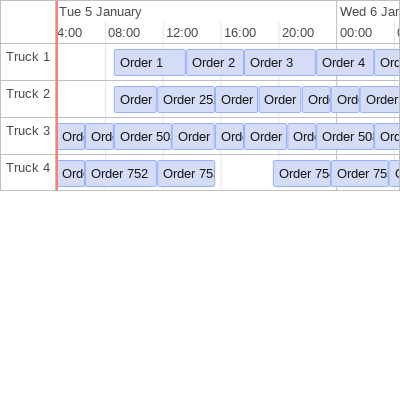 Tue 5 January Wed 6 Jar
4:00 08:00 12:00 16:00 20:00 00:00
Truck 1 Order 1 Order 2 Order 3 Order 4 Ord
Truck 2 Order Order 25 Order Order Ord Ord Order
Truck 3 Ord Ord Order 50 Order Ord Order Ord Order 50 Ord
Truck 4 Ord Order 752 Order 75 Order 75 Order 75